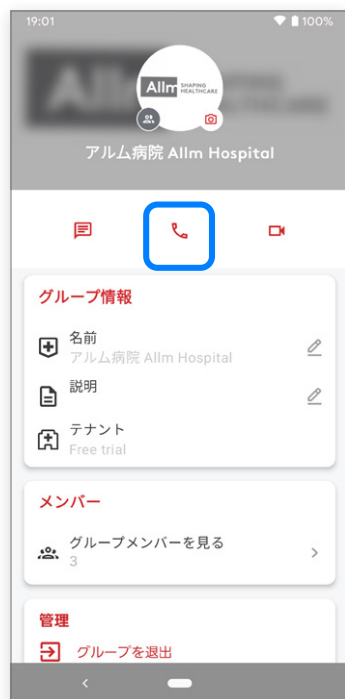 19:01
100%
Allm SHAPING
HEALTHCARE
アルム病院 Allm Hospital
グループ情報
名前
アルム病院 Allm Hospital
説明
テナント
Free trial
メンバー
グループメンバーを見る
3
管理
グループを退出